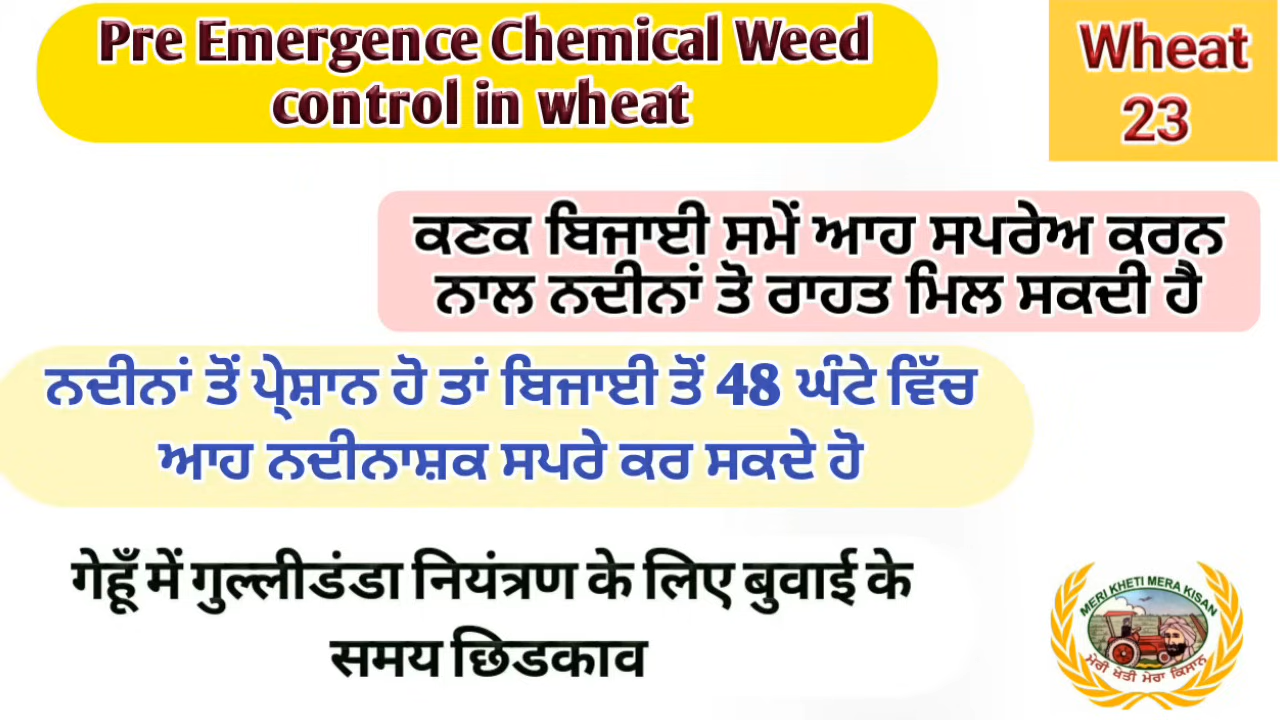 Pre Emergence Chemical Weed
control in wheat
Wheat
23
ਕਣਕ ਬਿਜਾਈ ਸਮੇਂ ਆਹ ਸਪਰੇਅ ਕਰਨ
ਨਾਲ ਨਦੀਨਾਂ ਤੋ ਰਾਹਤ ਮਿਲ ਸਕਦੀ ਹੈ
ਨਦੀਨਾਂ ਤੋਂ ਪ੍ਰੇਸ਼ਾਨ ਹੋ ਤਾਂ ਬਿਜਾਈ ਤੋਂ 48 ਘੰਟੇ ਵਿੱਚ
ਆਹ ਨਦੀਨਾਸ਼ਕ ਸਪਰੇ ਕਰ ਸਕਦੇ ਹੋ
गेहूँ में गुल्लीडंडा नियंत्रण के लिए बुवाई के
समय छिडकाव
MERI KHETI MERA KISAN
ਮੇਰੀ ਖੇਤੀ ਮੇਰਾ ਕਿਸਾਨ